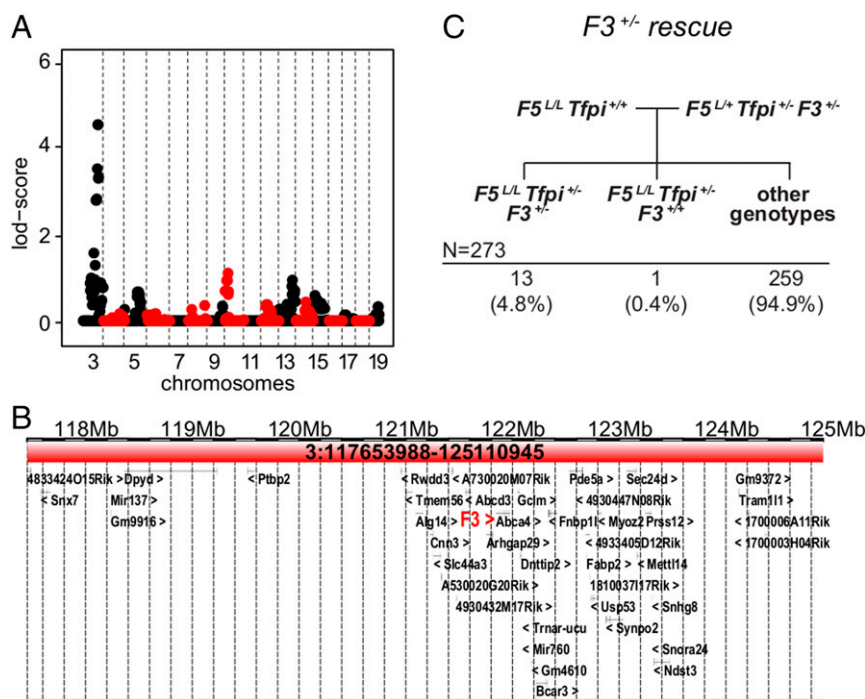 A
6
4
2
0
lod-score
3 5 7 9 11 13 15 17 19
chromosomes
C
F3 +/- rescue
F5 L/L Tfpi +/+ F5 L/+ Tfpi +/- F3 +/-
F5 L/L Tfpi +/- F5 L/L Tfpi +/- other
F3 +/- F3 +/+ genotypes
N=273
13 1 259
(4.8%) (0.4%) (94.9%)
B
118Mb 119Mb 120Mb 121Mb 122Mb 123Mb 124Mb 125Mb
3:117653988-125110945
4833424O15Rik > Dpyd > < Ptbp2 < Rwdd3 < A730020M07Rik Pde5a > Sec24d > Gm9372 >
< Snx7 Mir137 > < Tmem56 < Abcd3 Gclm > < 4930447N08Rik Tram1l1 >
Gm9916 > Alg14 > F3 > Abca4 > < Fnbp1l < Myoz2 Prss12 > < 1700006A11Rik
Cnn3 > Arhgap29 > < 4933405D12Rik < 1700003H04Rik
< Slc44a3 Dnttip2 > Fabp2 > < Mettl14
A530020G20Rik > 1810037I17Rik >
4930432M17Rik > < Usp53 < Snhg8
< Trnar-ucu < Synpo2
< Mir760 < Snora24
< Gm4610 < Ndst3
Bcar3 >